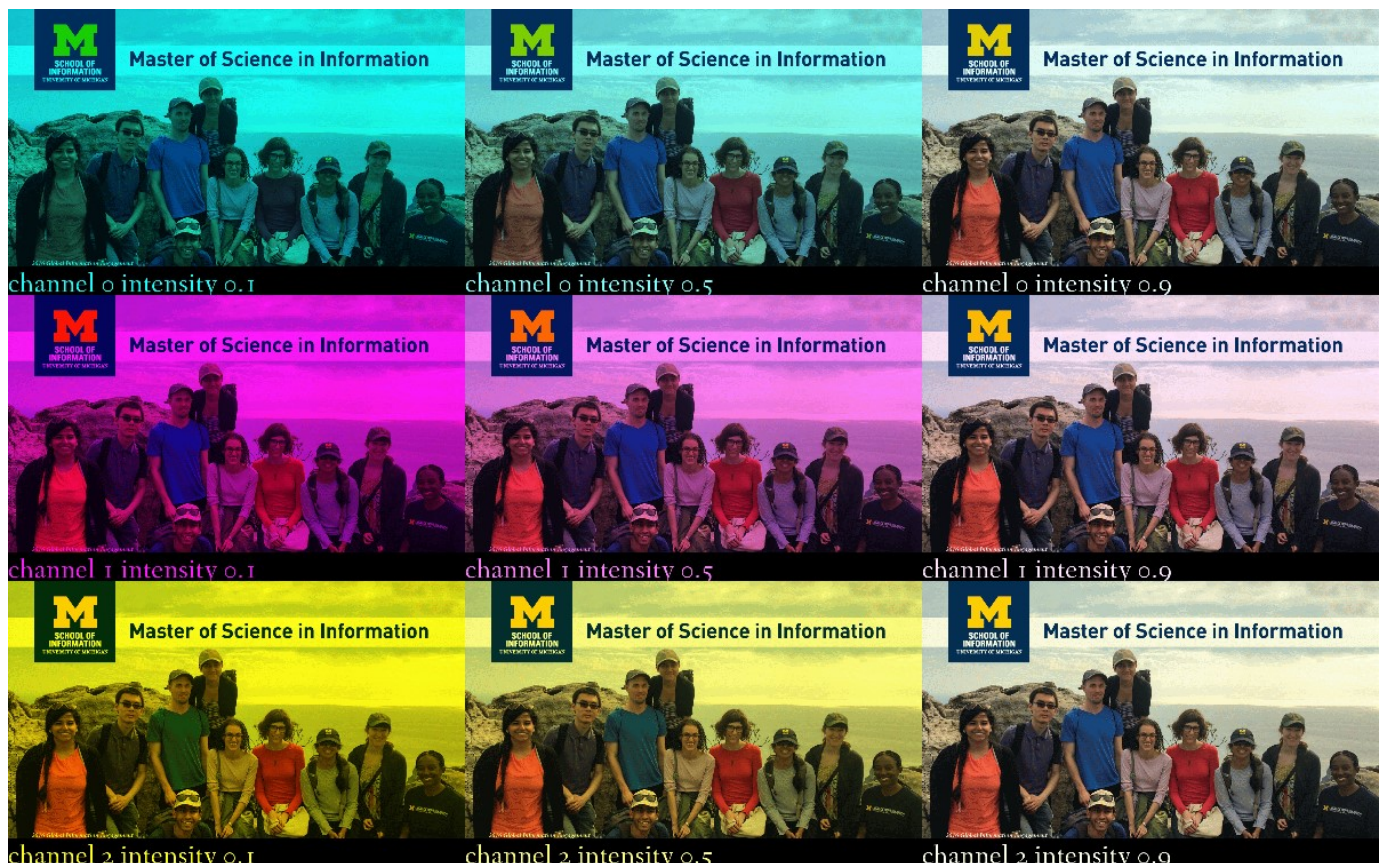 M
SCHOOL OF
INFORMATION
UNIVERSITY OF MICHIGAN
Master of Science in Information
channel 0 intensity 0.1
M
SCHOOL OF
INFORMATION
UNIVERSITY OF MICHIGAN
Master of Science in Information
channel 0 intensity 0.5
M
SCHOOL OF
INFORMATION
UNIVERSITY OF MICHIGAN
Master of Science in Information
channel 0 intensity 0.9
M
SCHOOL OF
INFORMATION
UNIVERSITY OF MICHIGAN
Master of Science in Information
channel 1 intensity 0.1
M
SCHOOL OF
INFORMATION
UNIVERSITY OF MICHIGAN
Master of Science in Information
channel 1 intensity 0.5
M
SCHOOL OF
INFORMATION
UNIVERSITY OF MICHIGAN
Master of Science in Information
channel 1 intensity 0.9
M
SCHOOL OF
INFORMATION
UNIVERSITY OF MICHIGAN
Master of Science in Information
channel 2 intensity 0.1
M
SCHOOL OF
INFORMATION
UNIVERSITY OF MICHIGAN
Master of Science in Information
channel 2 intensity 0.5
M
SCHOOL OF
INFORMATION
UNIVERSITY OF MICHIGAN
Master of Science in Information
channel 2 intensity 0.9